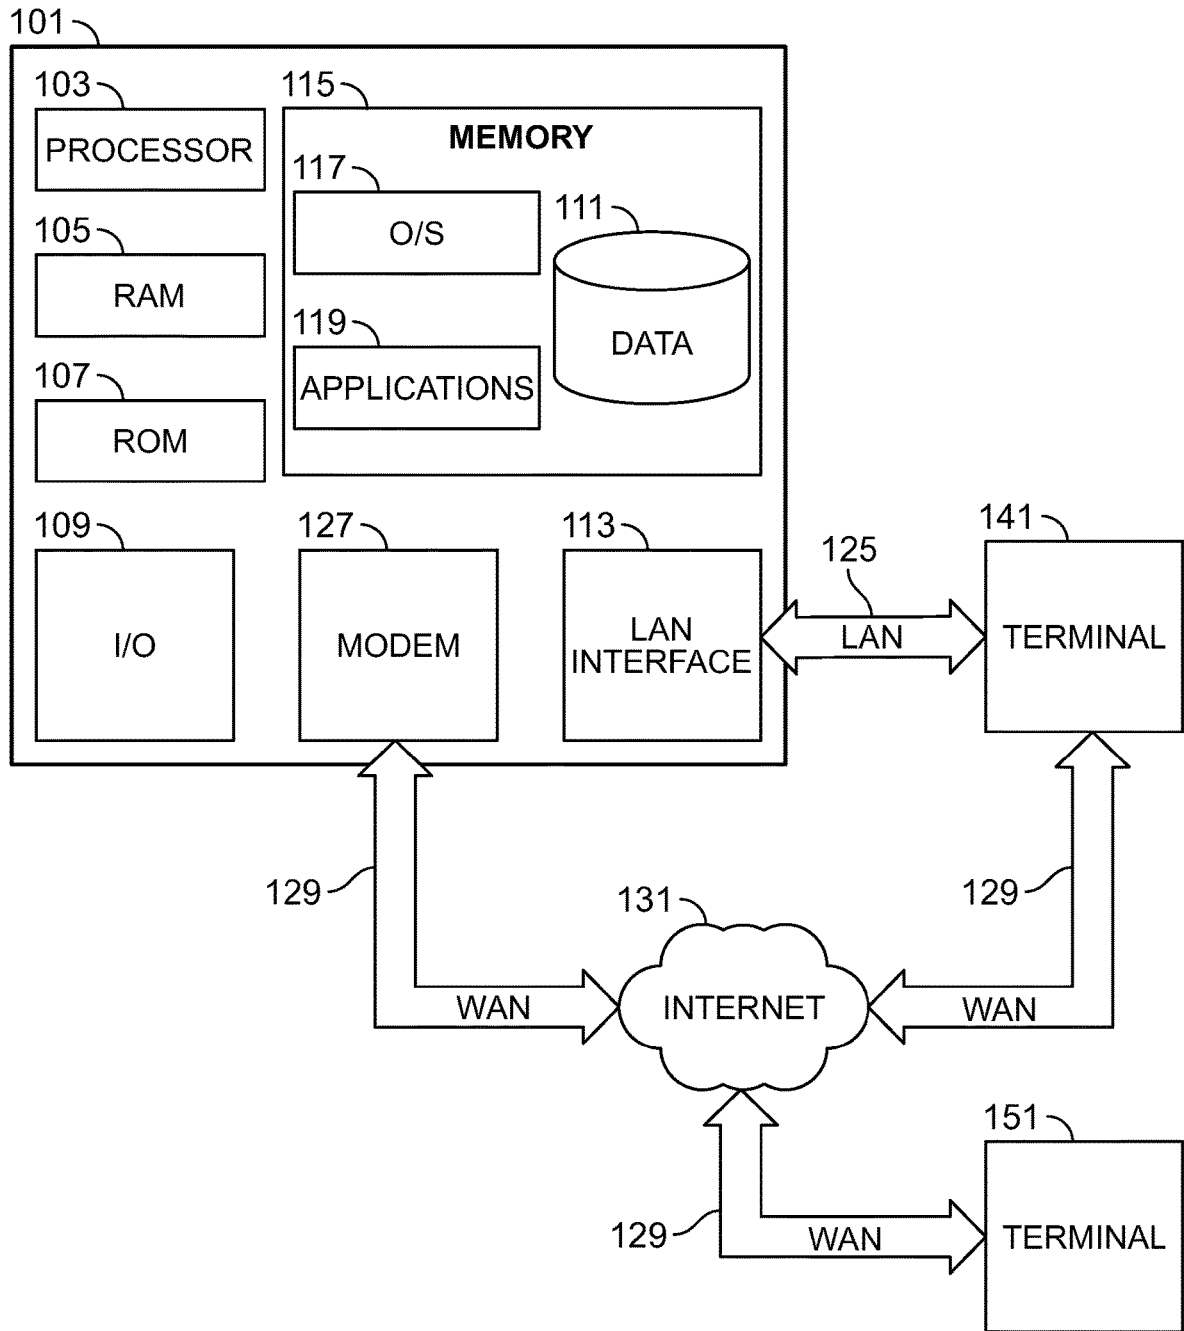 101
103
PROCESSOR
105
RAM
107
ROM
115
MEMORY
117
O/S
111
DATA
119
APPLICATIONS
109
I/O
127
MODEM
113
LAN
INTERFACE
125
LAN
141
TERMINAL
129
WAN
131
INTERNET
129
WAN
129
WAN
151
TERMINAL